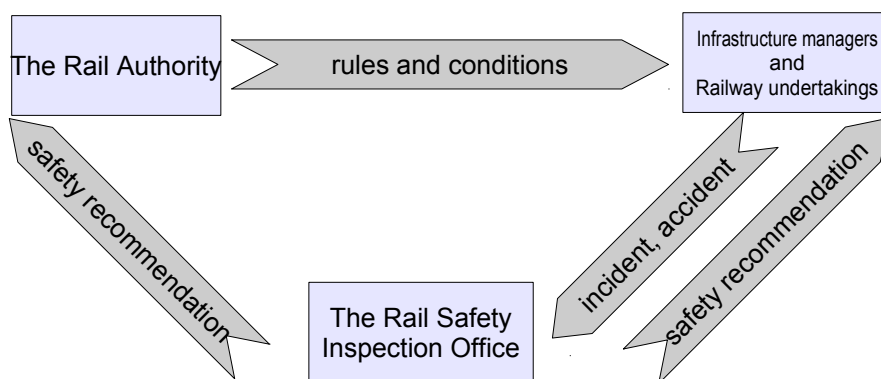 The Rail Authority
rules and conditions
Infrastructure managers
and
Railway undertakings
safety recommendation
incident, accident
safety recommendation
The Rail Safety
Inspection Office